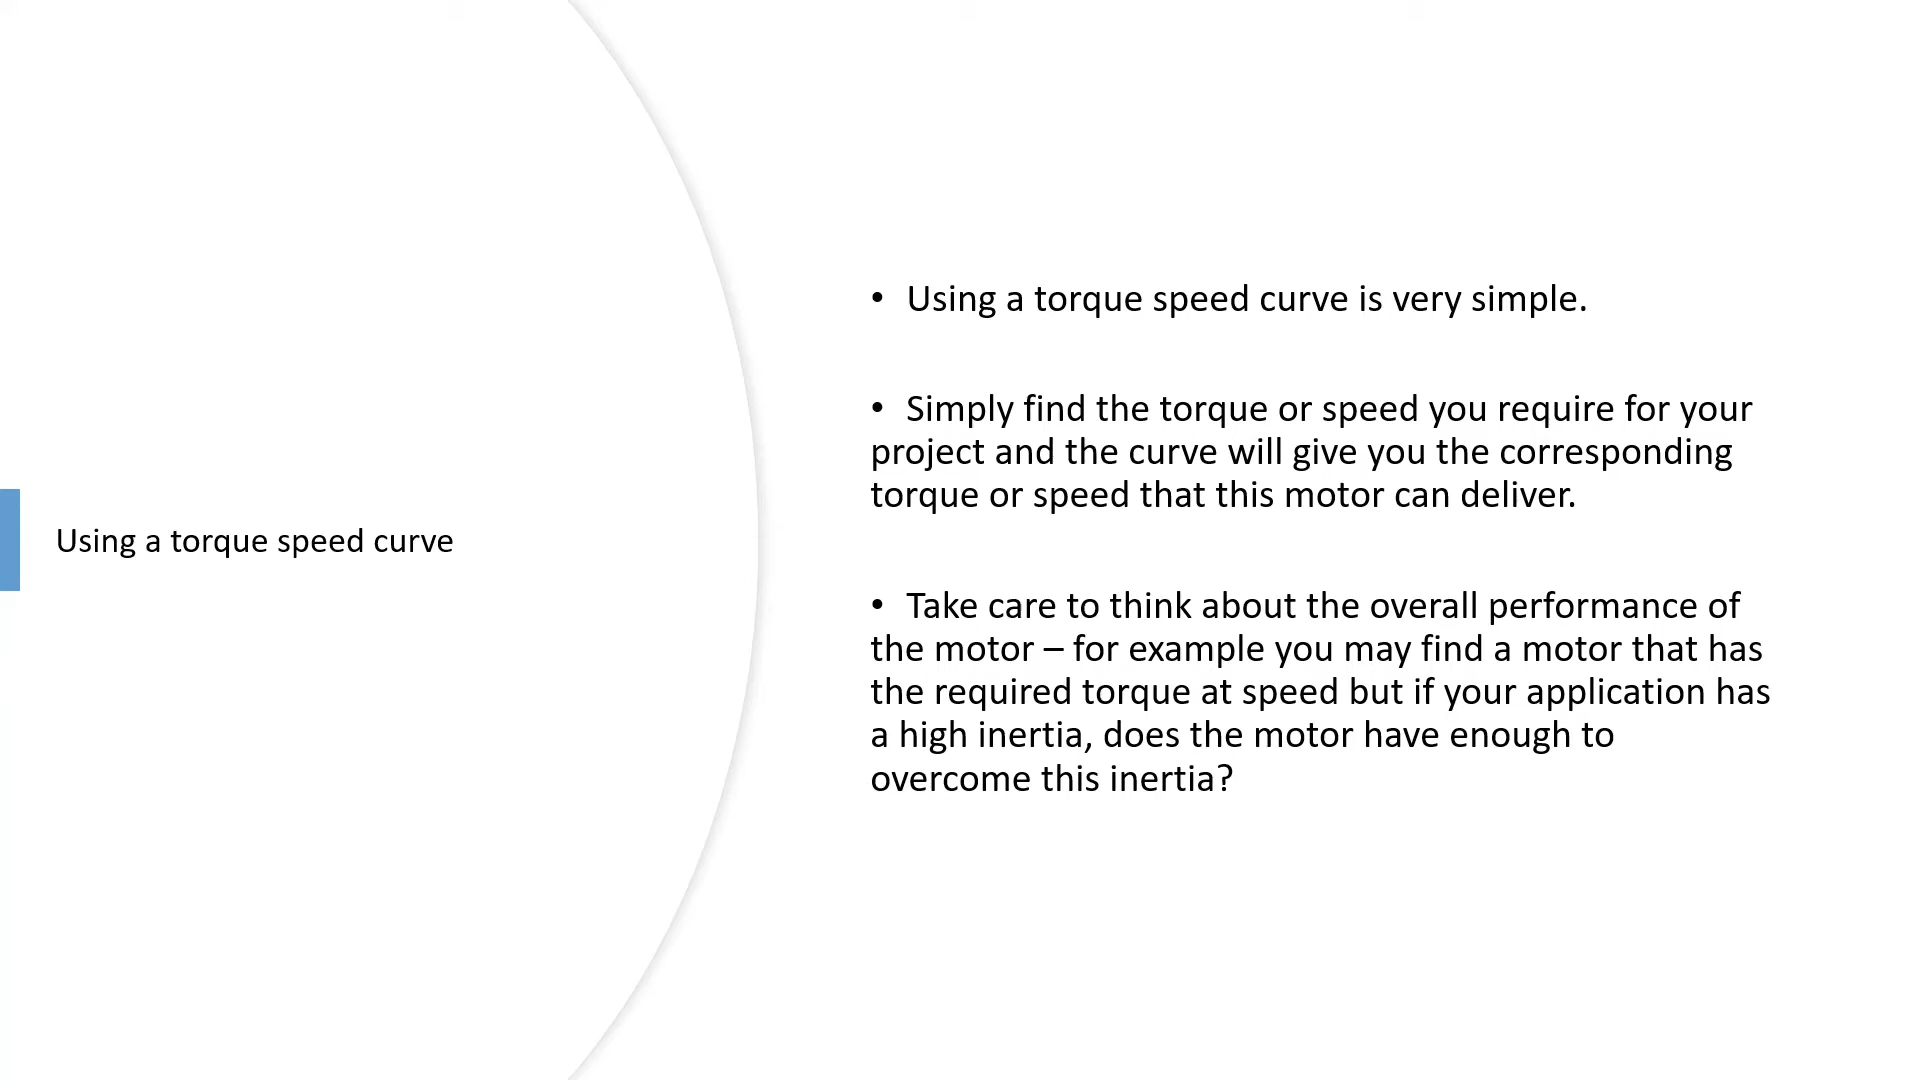 Using a torque speed curve
• Using a torque speed curve is very simple.
• Simply find the torque or speed you require for your
project and the curve will give you the corresponding
torque or speed that this motor can deliver.
• Take care to think about the overall performance of
the motor – for example you may find a motor that has
the required torque at speed but if your application has
a high inertia, does the motor have enough to
overcome this inertia?